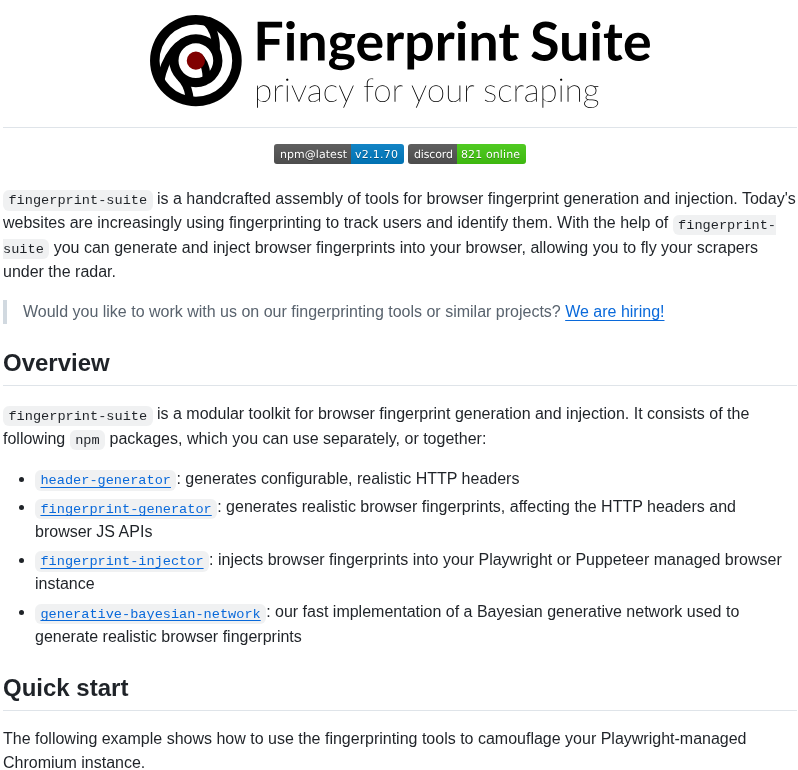 Fingerprint Suite
privacy for your scraping
npm@latest v2.1.70 discord 821 online
fingerprint-suite is a handcrafted assembly of tools for browser fingerprint generation and injection. Today's
websites are increasingly using fingerprinting to track users and identify them. With the help of fingerprint-
suite you can generate and inject browser fingerprints into your browser, allowing you to fly your scrapers
under the radar.
Would you like to work with us on our fingerprinting tools or similar projects? We are hiring!
Overview
fingerprint-suite is a modular toolkit for browser fingerprint generation and injection. It consists of the
following npm packages, which you can use separately, or together:
header-generator: generates configurable, realistic HTTP headers
fingerprint-generator: generates realistic browser fingerprints, affecting the HTTP headers and
browser JS APIs
fingerprint-injector: injects browser fingerprints into your Playwright or Puppeteer managed browser
instance
generative-bayesian-network: our fast implementation of a Bayesian generative network used to
generate realistic browser fingerprints
Quick start
The following example shows how to use the fingerprinting tools to camouflage your Playwright-managed
Chromium instance.